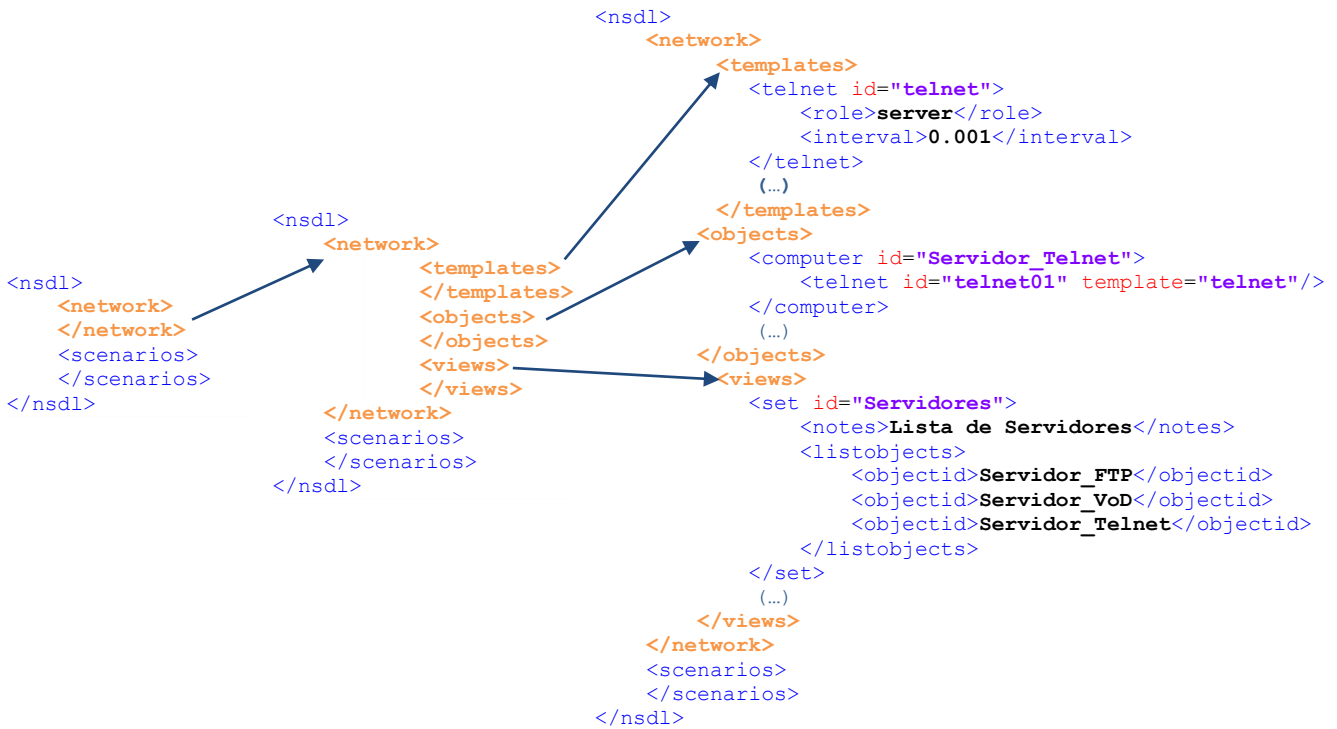 <nsdl>
<network>
</network>
<scenarios>
</scenarios>
</nsdl>
<nsdl>
<network>
<templates>
</templates>
<objects>
</objects>
<views>
</views>
</network>
<scenarios>
</scenarios>
</nsdl>
<nsdl>
<network>
<templates>
<telnet id="telnet">
<role>server</role>
<interval>0.001</interval>
</telnet>
(…)
</templates>
<objects>
<computer id="Servidor_Telnet">
<telnet id="telnet01" template="telnet"/>
</computer>
(…)
</objects>
<views>
<set id="Servidores">
<notes>Lista de Servidores</notes>
<listobjects>
<objectid>Servidor_FTP</objectid>
<objectid>Servidor_VoD</objectid>
<objectid>Servidor_Telnet</objectid>
</listobjects>
</set>
(…)
</views>
</network>
<scenarios>
</scenarios>
</nsdl>